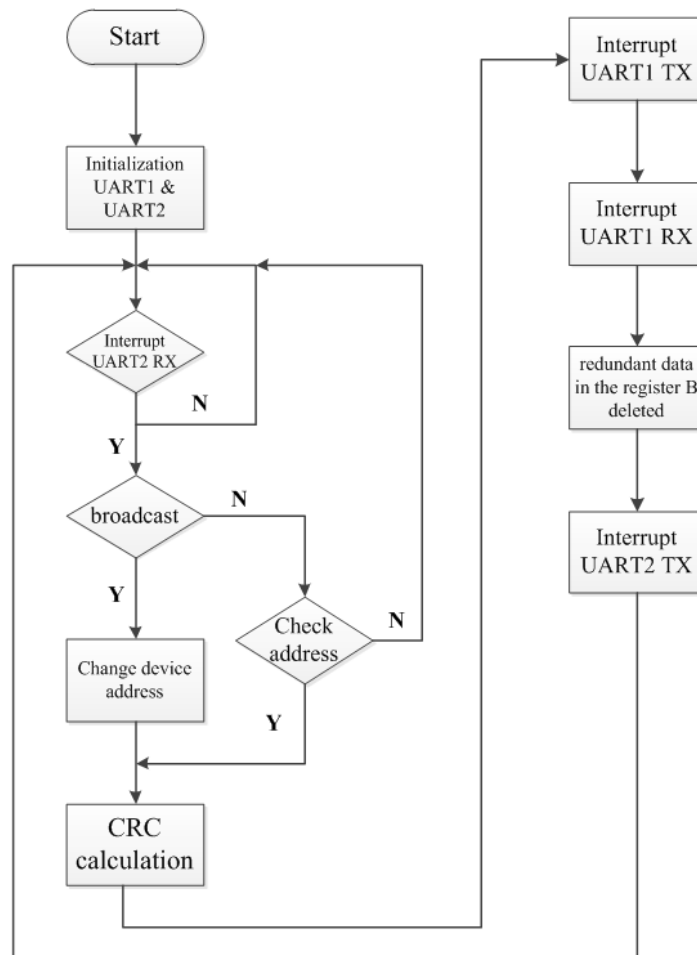 Start
Initialization
UART1 &
UART2
Interrupt
UART2 RX
N
Y
broadcast
N
Y
Check
address
N
Change device
address
Y
CRC
calculation
Interrupt
UART1 TX
Interrupt
UART1 RX
redundant data
in the register B
deleted
Interrupt
UART2 TX